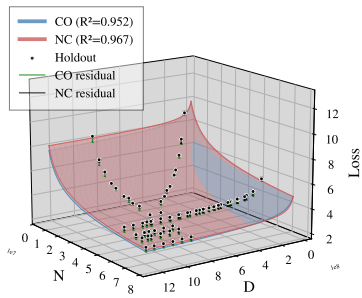 CO (R²=0.952)
NC (R²=0.967)
Holdout
CO residual
NC residual
12
10
8
6
4
2
Loss
0
1
2
3
4
5
6
7
8
N
12
10
8
6
4
2
0
D
1e8